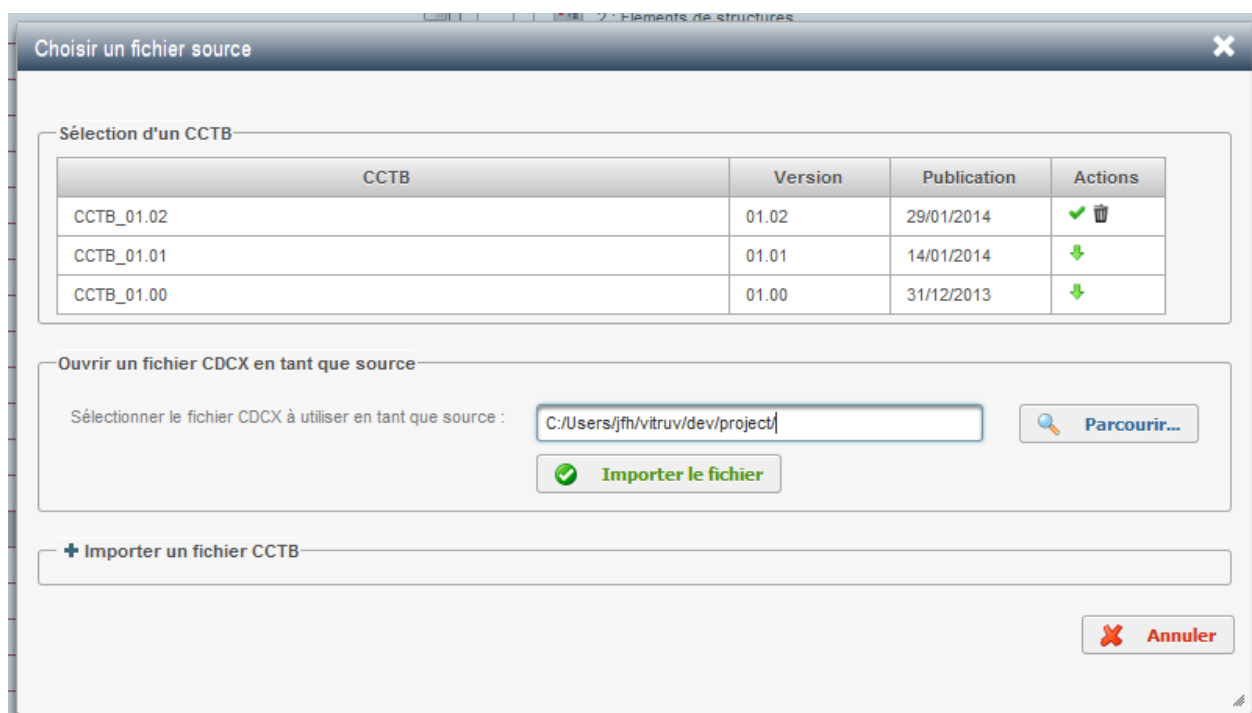 2 : Eléments de structures
Choisir un fichier source
Sélection d'un CCTB
CCTB Version Publication Actions
CCTB_01.02 01.02 29/01/2014
CCTB_01.01 01.01 14/01/2014
CCTB_01.00 01.00 31/12/2013
Ouvrir un fichier CDCX en tant que source
Sélectionner le fichier CDCX à utiliser en tant que source : C:/Users/jfh/vitruv/dev/project/ Parcourir...
Importer le fichier
Importer un fichier CCTB
Annuler